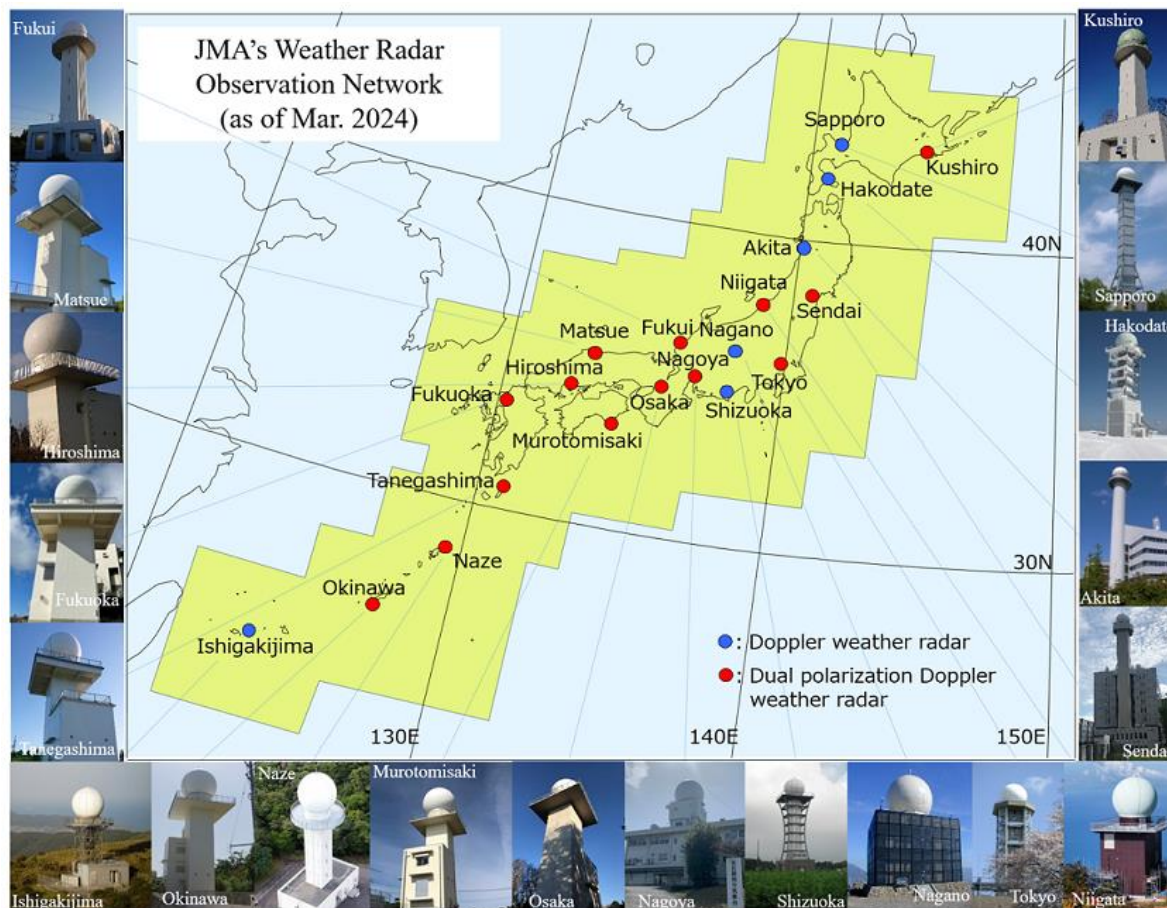 Fukui
JMA's Weather Radar
Observation Network
(as of Mar. 2024)
Kushiro
Sapporo
Kushiro
Hakodate
Akita
40N
Niigata
Sendai
Matsue
Fukui
Nagano
Hiroshima
Nagoya
Fukuoka
Osaka
Tokyo
Shizuoka
Murotomisaki
Tanegashima
30N
Naze
Okinawa
Ishigakijima
: Doppler weather radar
: Dual polarization Doppler
weather radar
130E
140E
150E
Matsue
Hiroshima
Fukuoka
Tanegashima
Sapporo
Hakodate
Akita
Senda
Ishigakijima
Okinawa
Naze
Murotomisaki
Osaka
Nagoya
Shizuoka
Nagano
Tokyo
Niigata